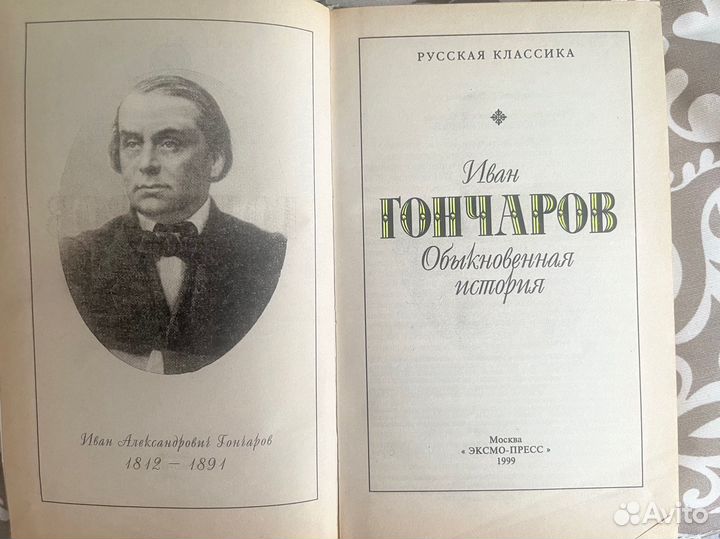 Иван Александрович Гончаров
1812 – 1891
РУССКАЯ КЛАССИКА
Иван
ГОНЧАРОВ
Обыкновенная
история
Москва
« ЭКСМО-ПРЕСС »
1999
Avito